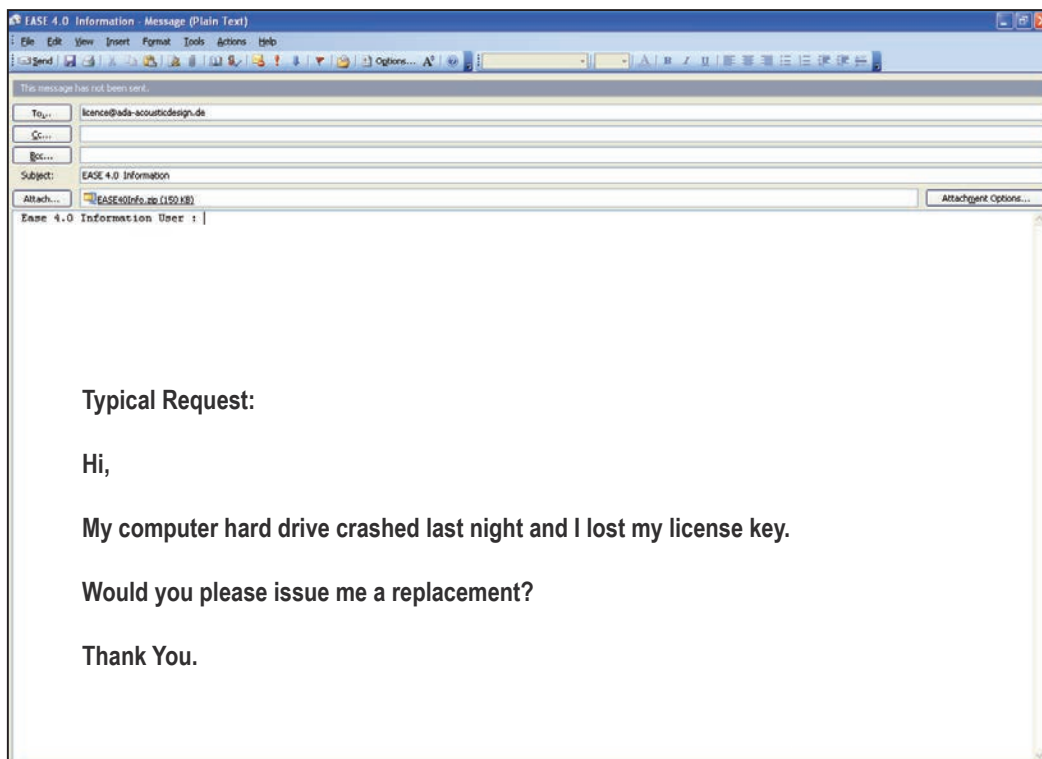 EASE 4.0 Information - Message (Plain Text)
File Edit View Insert Format Tools Actions Help
Send Options...
This message has not been sent.
To... licence@ada-acousticdesign.de
Cc...
Bcc...
Subject: EASE 4.0 Information
Attach... EASE40Info.zip (150 KB) Attachment Options...
Ease 4.0 Information User :
Typical Request:
Hi,
My computer hard drive crashed last night and I lost my license key.
Would you please issue me a replacement?
Thank You.